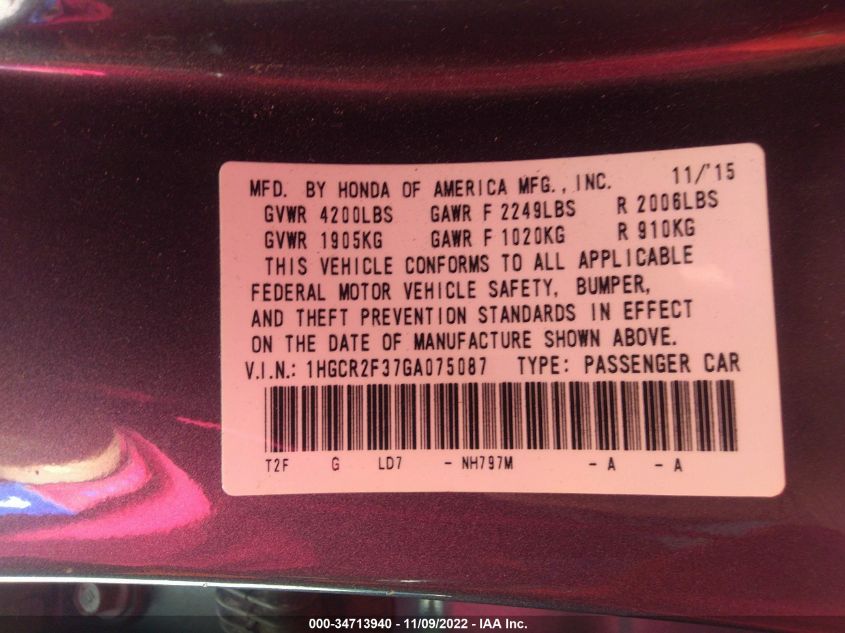 MFD. BY HONDA OF AMERICA MFG., INC. 11/'15
GVWR 4200LBS GAWR F 2249LBS R 2006LBS
GVWR 1905KG GAWR F 1020KG R 910KG
THIS VEHICLE CONFORMS TO ALL APPLICABLE
FEDERAL MOTOR VEHICLE SAFETY, BUMPER,
AND THEFT PREVENTION STANDARDS IN EFFECT
ON THE DATE OF MANUFACTURE SHOWN ABOVE.
V.I.N.: 1HGCR2F37GA075087 TYPE: PASSENGER CAR
T2F G LD7 - NH797M - A - A
000-34713940 - 11/09/2022 - IAA Inc.